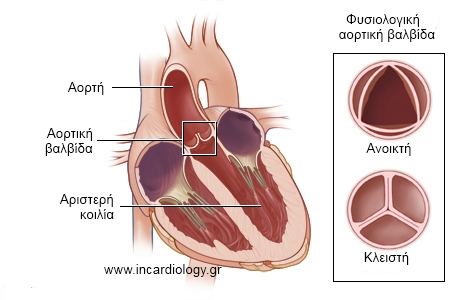 Φυσιολογική
αορτική βαλβίδα
Αορτή
Αορτική
βαλβίδα
Ανοικτή
Αριστερή
κοιλία
Κλειστή
www.incardiology.gr